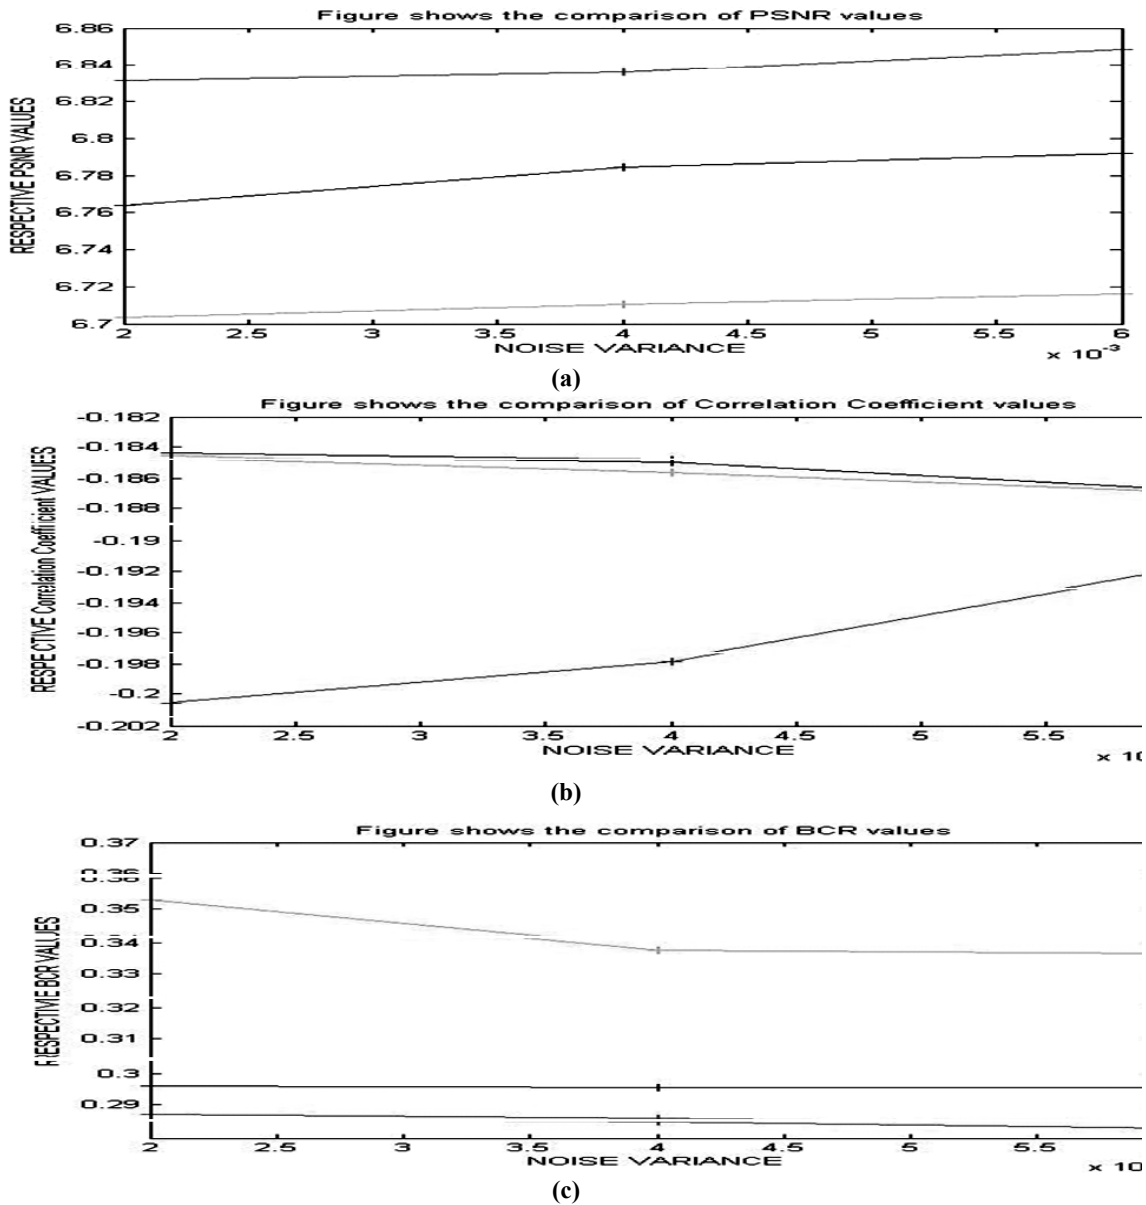 Figure shows the comparison of PSNR values
RESPECTIVE PSNR VALUES
6.86
6.84
6.82
6.8
6.78
6.76
6.74
6.72
6.7
2 2.5 3 3.5 4 4.5 5 5.5 6
NOISE VARIANCE
x 10-3
(a)
Figure shows the comparison of Correlation Coefficient values
RESPECTIVE Correlation Coefficient VALUES
-0.182
-0.184
-0.186
-0.188
-0.19
-0.192
-0.194
-0.196
-0.198
-0.2
-0.202
2 2.5 3 3.5 4 4.5 5 5.5
NOISE VARIANCE
x 10
(b)
Figure shows the comparison of BCR values
RESPECTIVE BCR VALUES
0.37
0.36
0.35
0.34
0.33
0.32
0.31
0.3
0.29
2 2.5 3 3.5 4 4.5 5 5.5
NOISE VARIANCE
x 10
(c)